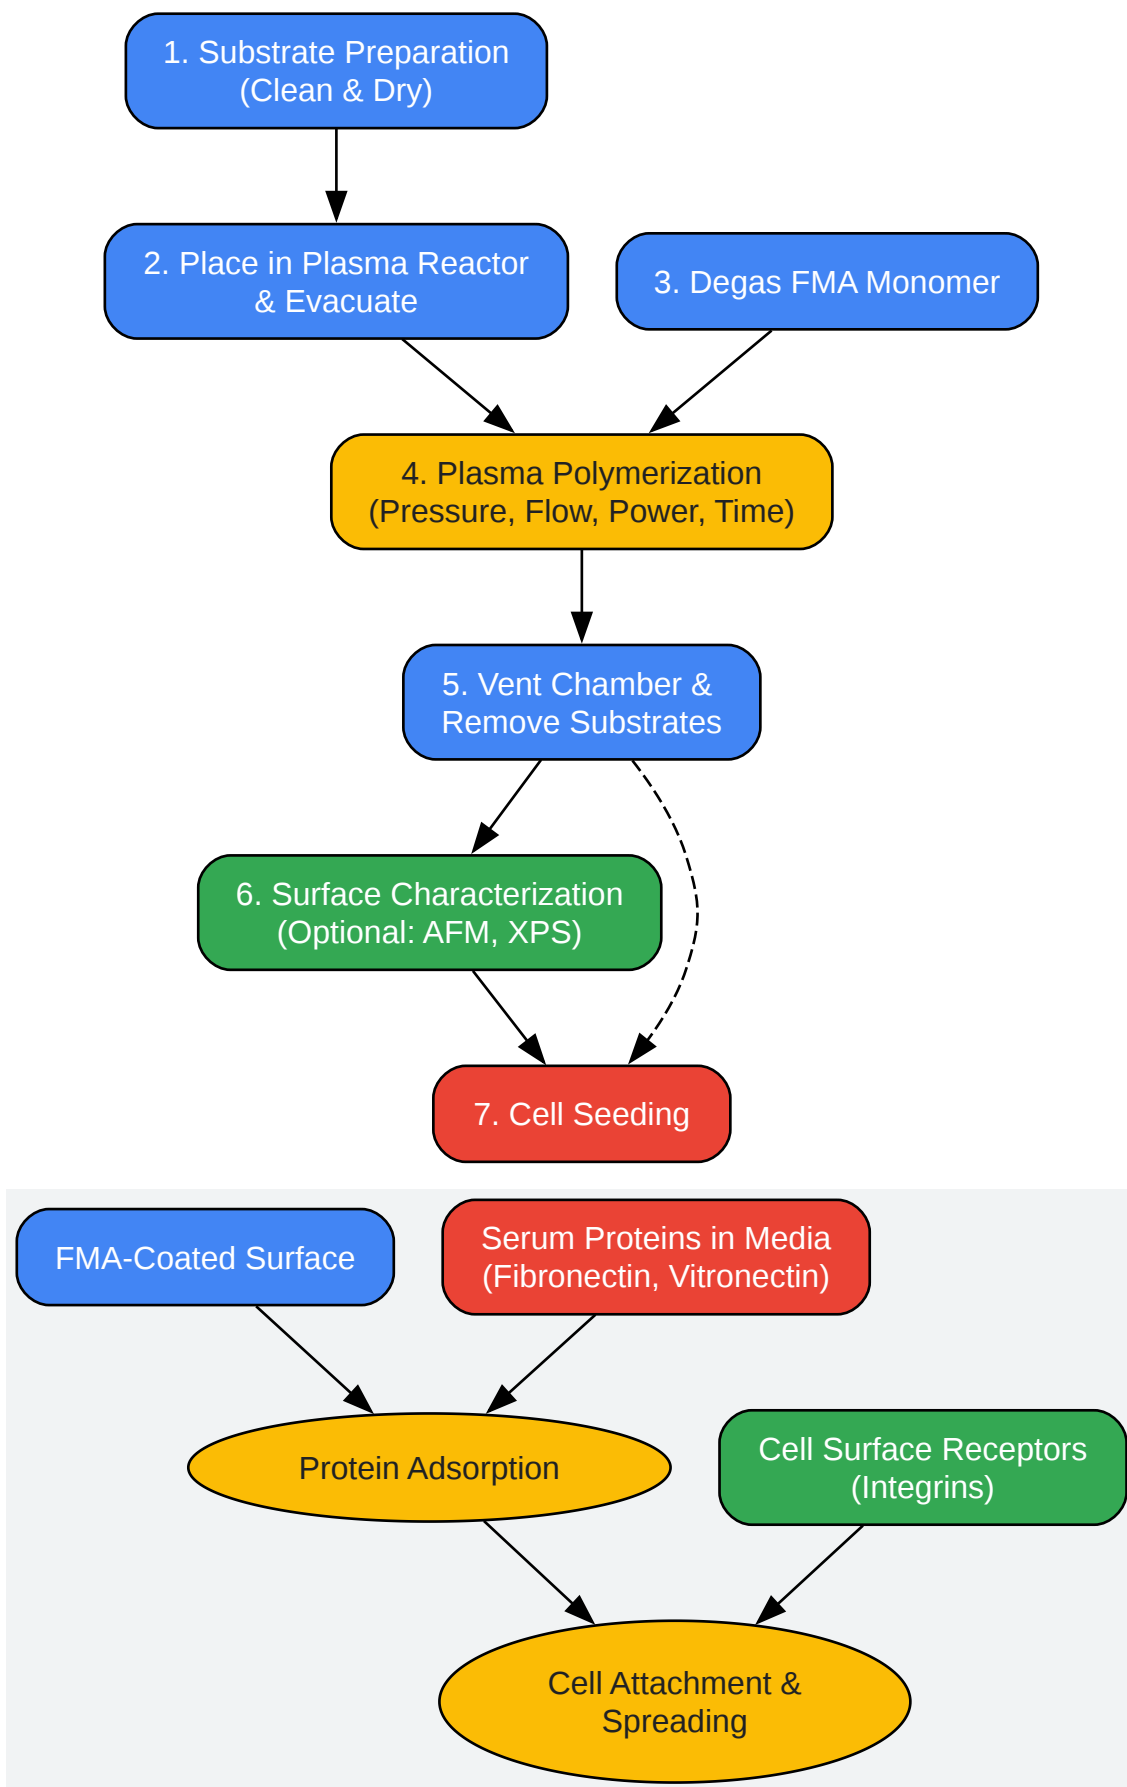 1. Substrate Preparation
(Clean & Dry)
2. Place in Plasma Reactor
& Evacuate
3. Degas FMA Monomer
4. Plasma Polymerization
(Pressure, Flow, Power, Time)
5. Vent Chamber &
Remove Substrates
6. Surface Characterization
(Optional: AFM, XPS)
7. Cell Seeding
FMA-Coated Surface
Serum Proteins in Media
(Fibronectin, Vitronectin)
Protein Adsorption
Cell Surface Receptors
(Integrins)
Cell Attachment &
Spreading